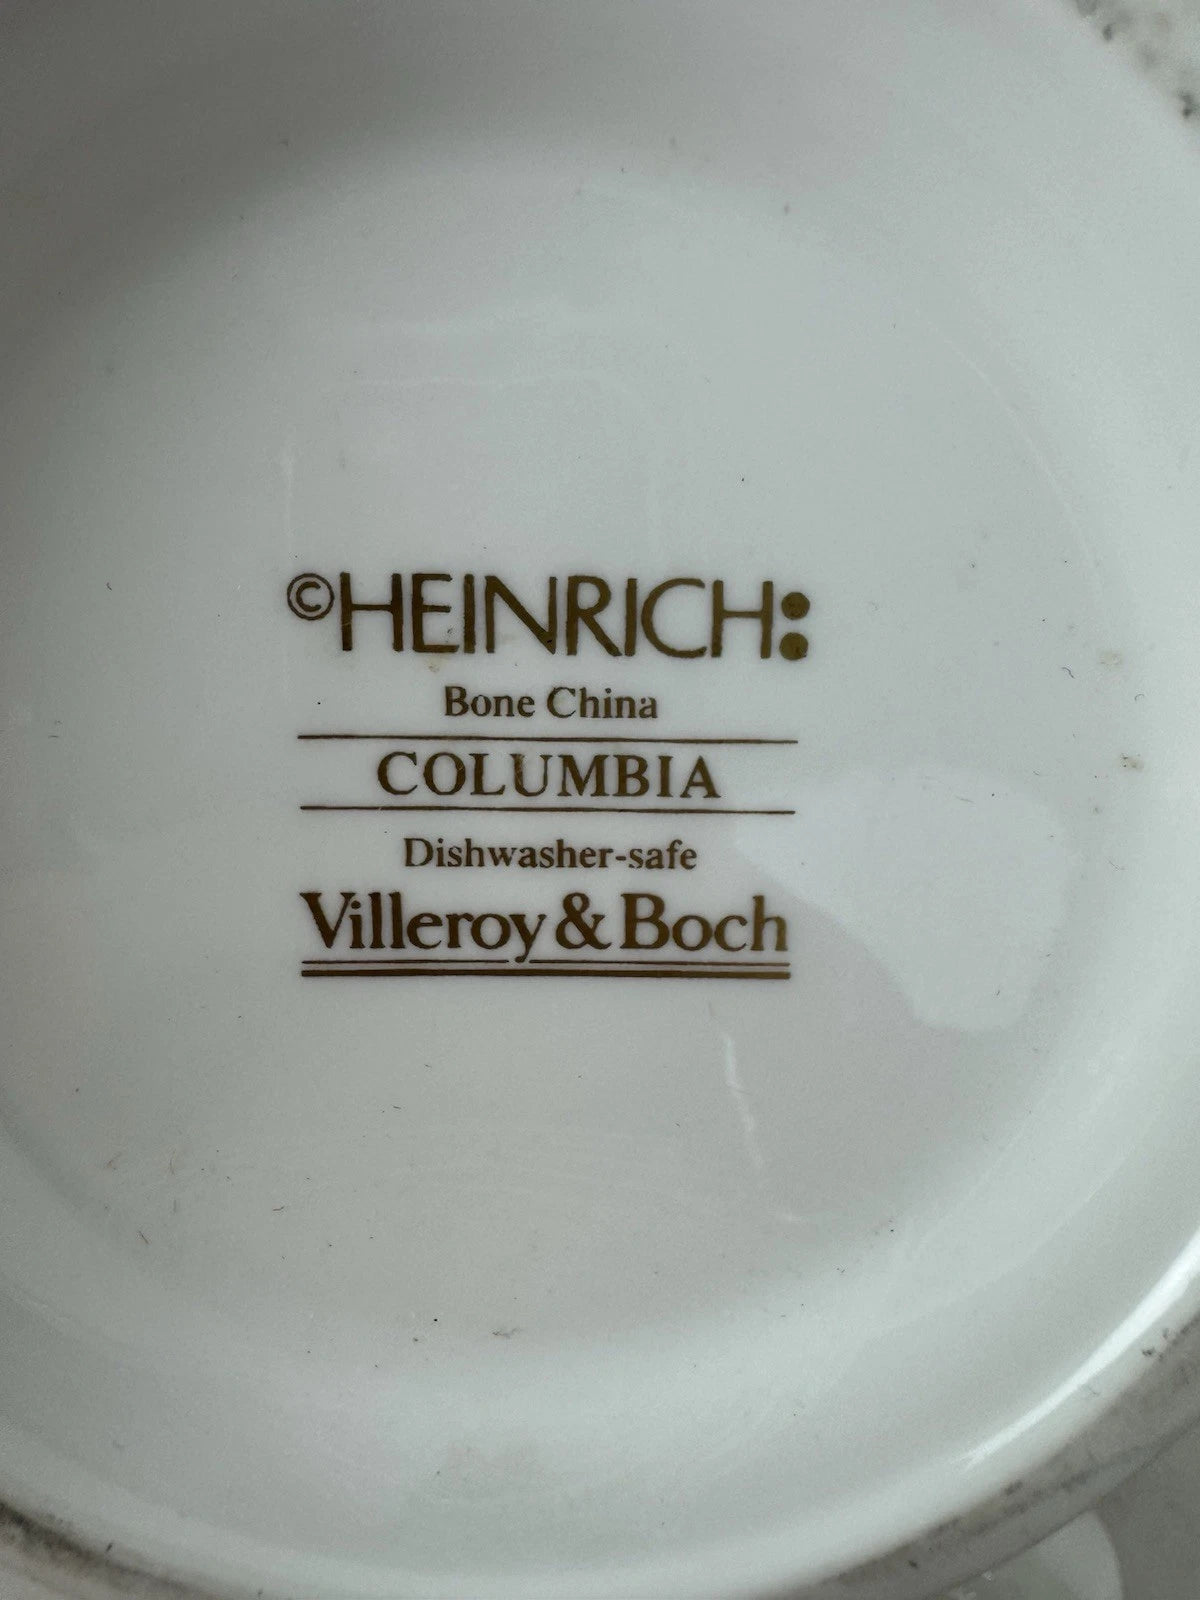 ©HEINRICH:
Bone China
COLUMBIA
Dishwasher-safe
Villeroy & Boch